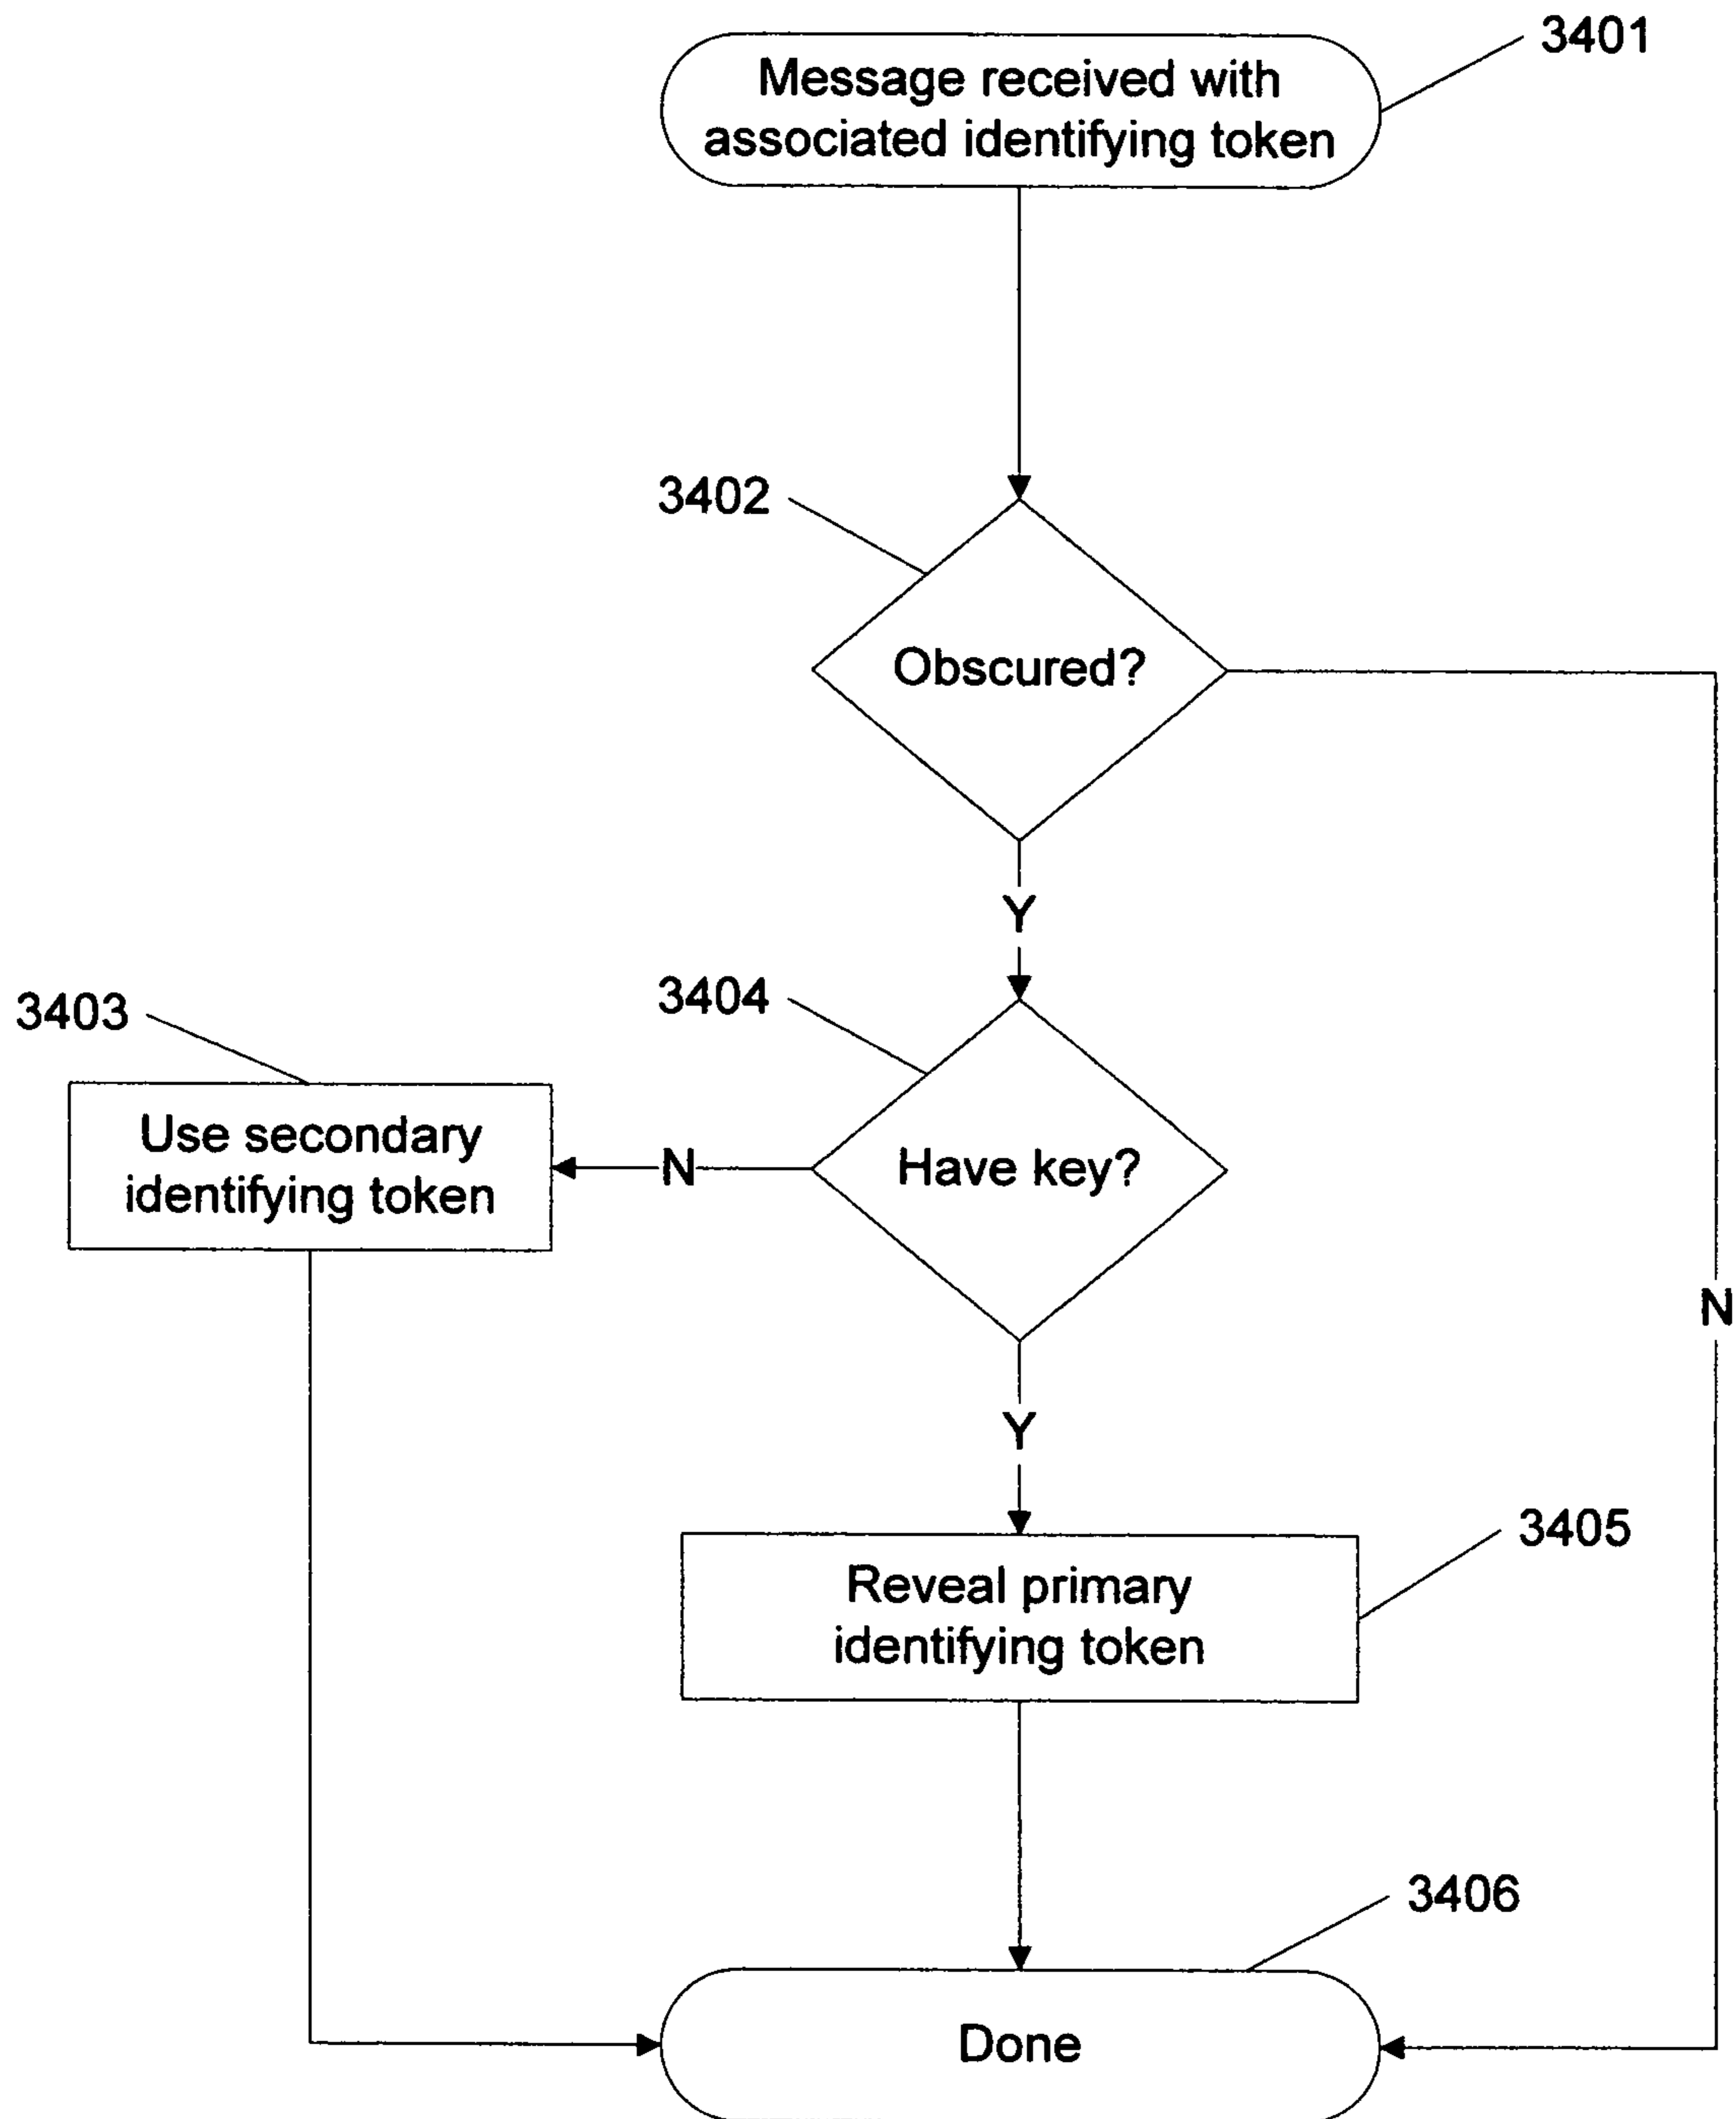 3401
Message received with
associated identifying token
3402
Obscured?
Y
3404
3403
Use secondary
identifying token
N
Have key?
N
Y
3405
Reveal primary
identifying token
3406
Done